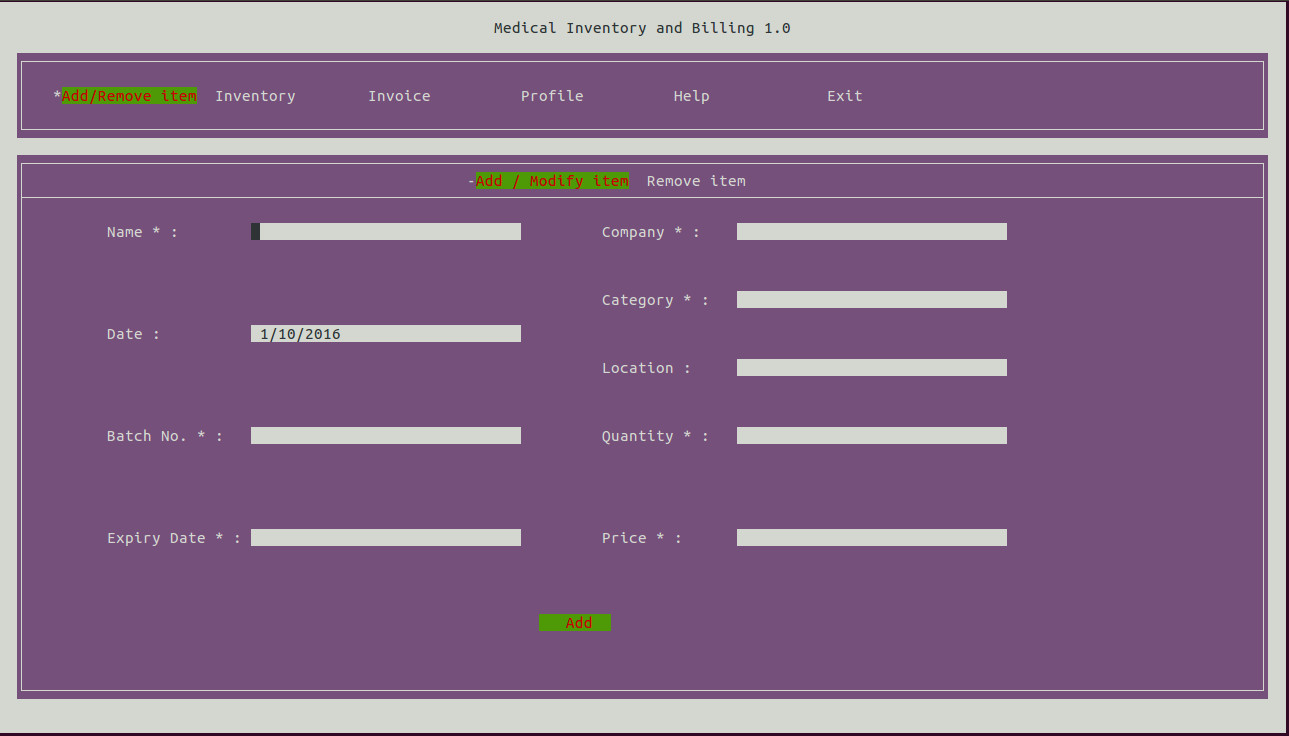 Medical Inventory and Billing 1.0
*Add/Remove item Inventory Invoice Profile Help Exit
-Add / Modify item Remove item
Name * : Company * :
Category * :
Date : 1/10/2016
Location :
Batch No. * : Quantity * :
Expiry Date * : Price * :
Add